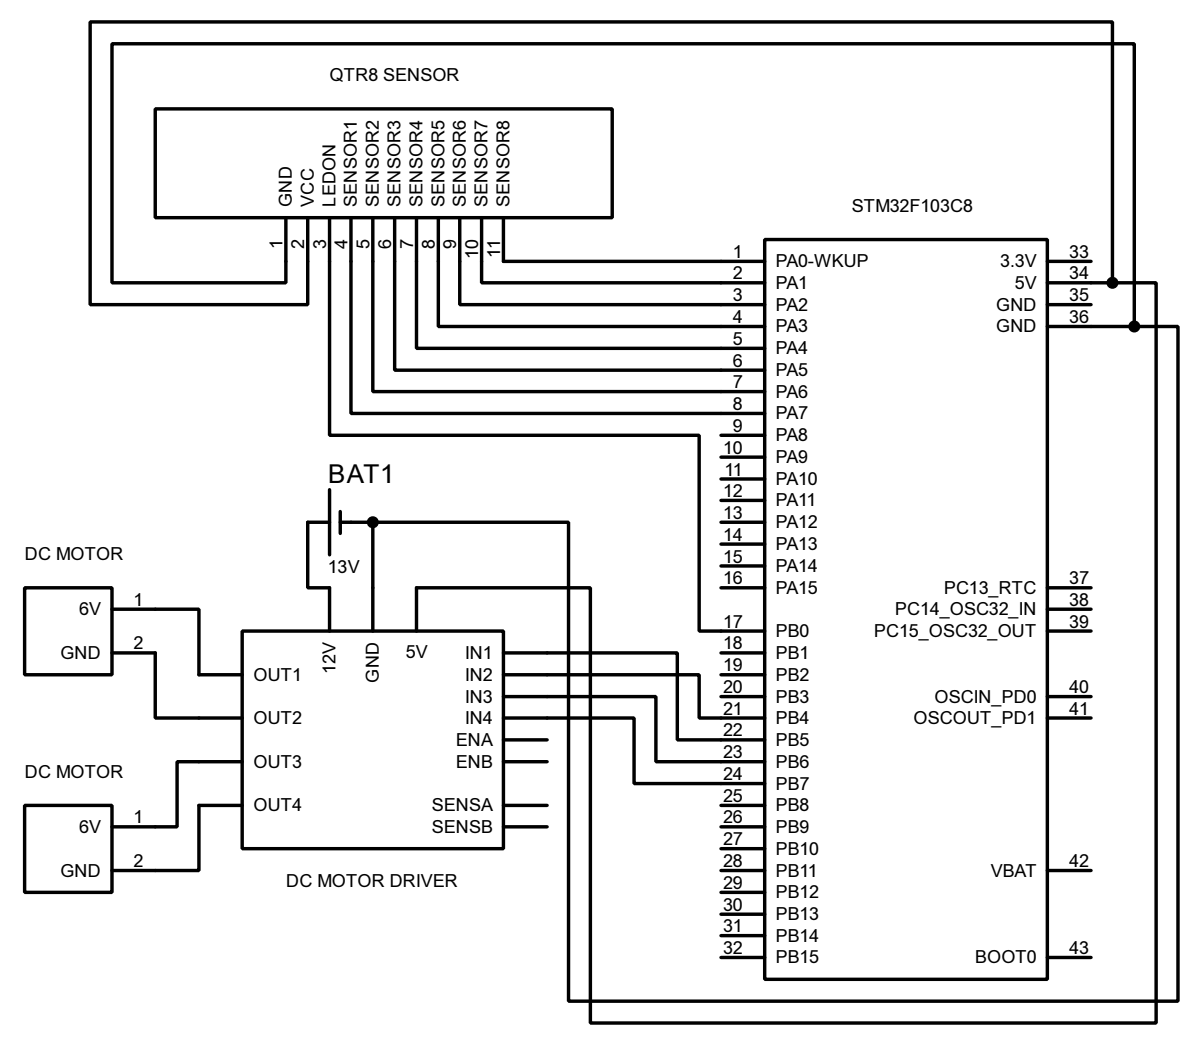 QTR8 SENSOR
GND
VCC
LEDON
SENSOR1
SENSOR2
SENSOR3
SENSOR4
SENSOR5
SENSOR6
SENSOR7
SENSOR8
1
2
3
4
5
6
7
8
9
10
11
STM32F103C8
1 PA0-WKUP
2 PA1
3 PA2
4 PA3
5 PA4
6 PA5
7 PA6
8 PA7
9 PA8
10 PA9
11 PA10
12 PA11
13 PA12
14 PA13
15 PA14
16 PA15
17 PB0
18 PB1
19 PB2
20 PB3
21 PB4
22 PB5
23 PB6
24 PB7
25 PB8
26 PB9
27 PB10
28 PB11
29 PB12
30 PB13
31 PB14
32 PB15
3.3V 33
5V 34
GND 35
GND 36
PC13_RTC 37
PC14_OSC32_IN 38
PC15_OSC32_OUT 39
OSCIN_PD0 40
OSCOUT_PD1 41
VBAT 42
BOOT0 43
BAT1
13V
DC MOTOR
6V 1
GND 2
DC MOTOR
6V 1
GND 2
12V
GND
5V
OUT1
OUT2
OUT3
OUT4
IN1
IN2
IN3
IN4
ENA
ENB
SENSA
SENSB
DC MOTOR DRIVER